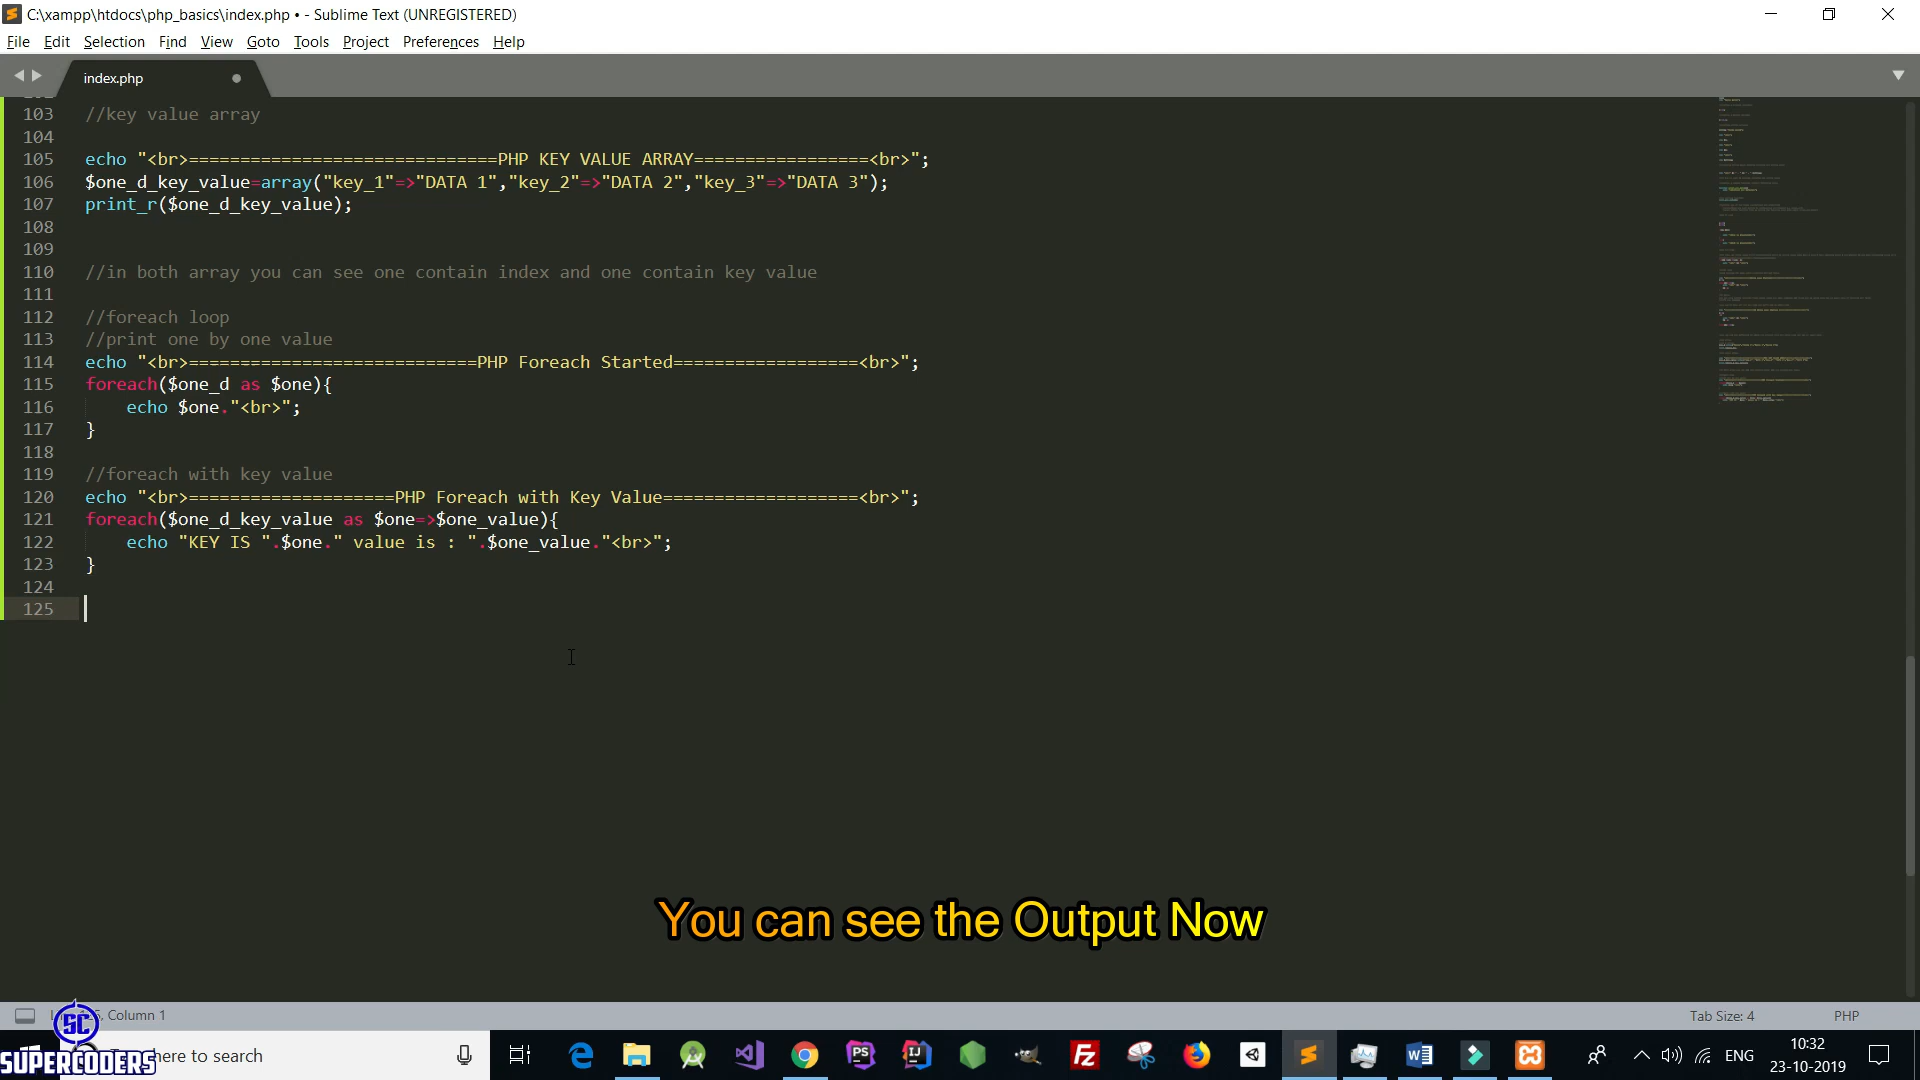 C:\xampp\htdocs\php_basics\index.php • - Sublime Text (UNREGISTERED)
File Edit Selection Find View Goto Tools Project Preferences Help
index.php
103 //key value array
104
105 echo "<br>==============================PHP KEY VALUE ARRAY=================<br>";
106 $one_d_key_value=array("key_1"=>"DATA 1","key_2"=>"DATA 2","key_3"=>"DATA 3");
107 print_r($one_d_key_value);
108
109
110 //in both array you can see one contain index and one contain key value
111
112 //foreach loop
113 //print one by one value
114 echo "<br>============================PHP Foreach Started==================<br>";
115 foreach($one_d as $one){
116 echo $one."<br>";
117 }
118
119 //foreach with key value
120 echo "<br>====================PHP Foreach with Key Value===================<br>";
121 foreach($one_d_key_value as $one=>$one_value){
122 echo "KEY IS ".$one." value is : ".$one_value."<br>";
123 }
124
125
You can see the Output Now
Column 1
Tab Size: 4
PHP
SC
SUPERCODERS
here to search
ENG
10:32
23-10-2019